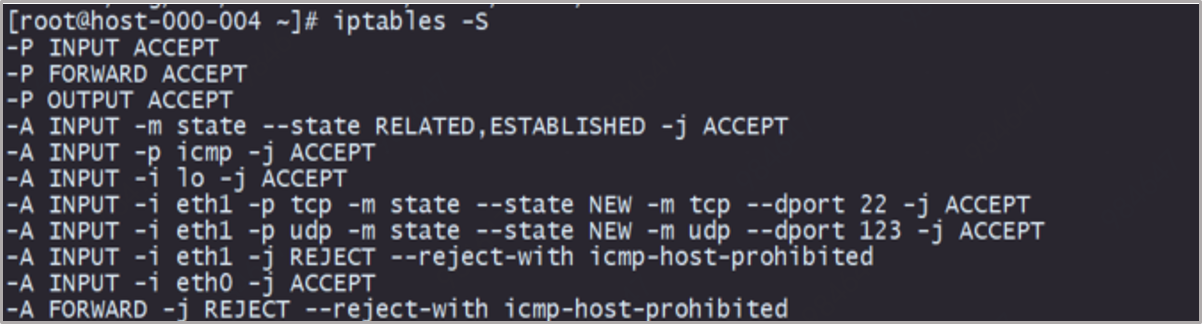 [root@host-000-004 ~]# iptables -S
-P INPUT ACCEPT
-P FORWARD ACCEPT
-P OUTPUT ACCEPT
-A INPUT -m state --state RELATED,ESTABLISHED -j ACCEPT
-A INPUT -p icmp -j ACCEPT
-A INPUT -i lo -j ACCEPT
-A INPUT -i eth1 -p tcp -m state --state NEW -m tcp --dport 22 -j ACCEPT
-A INPUT -i eth1 -p udp -m state --state NEW -m udp --dport 123 -j ACCEPT
-A INPUT -i eth1 -j REJECT --reject-with icmp-host-prohibited
-A INPUT -i eth0 -j ACCEPT
-A FORWARD -j REJECT --reject-with icmp-host-prohibited